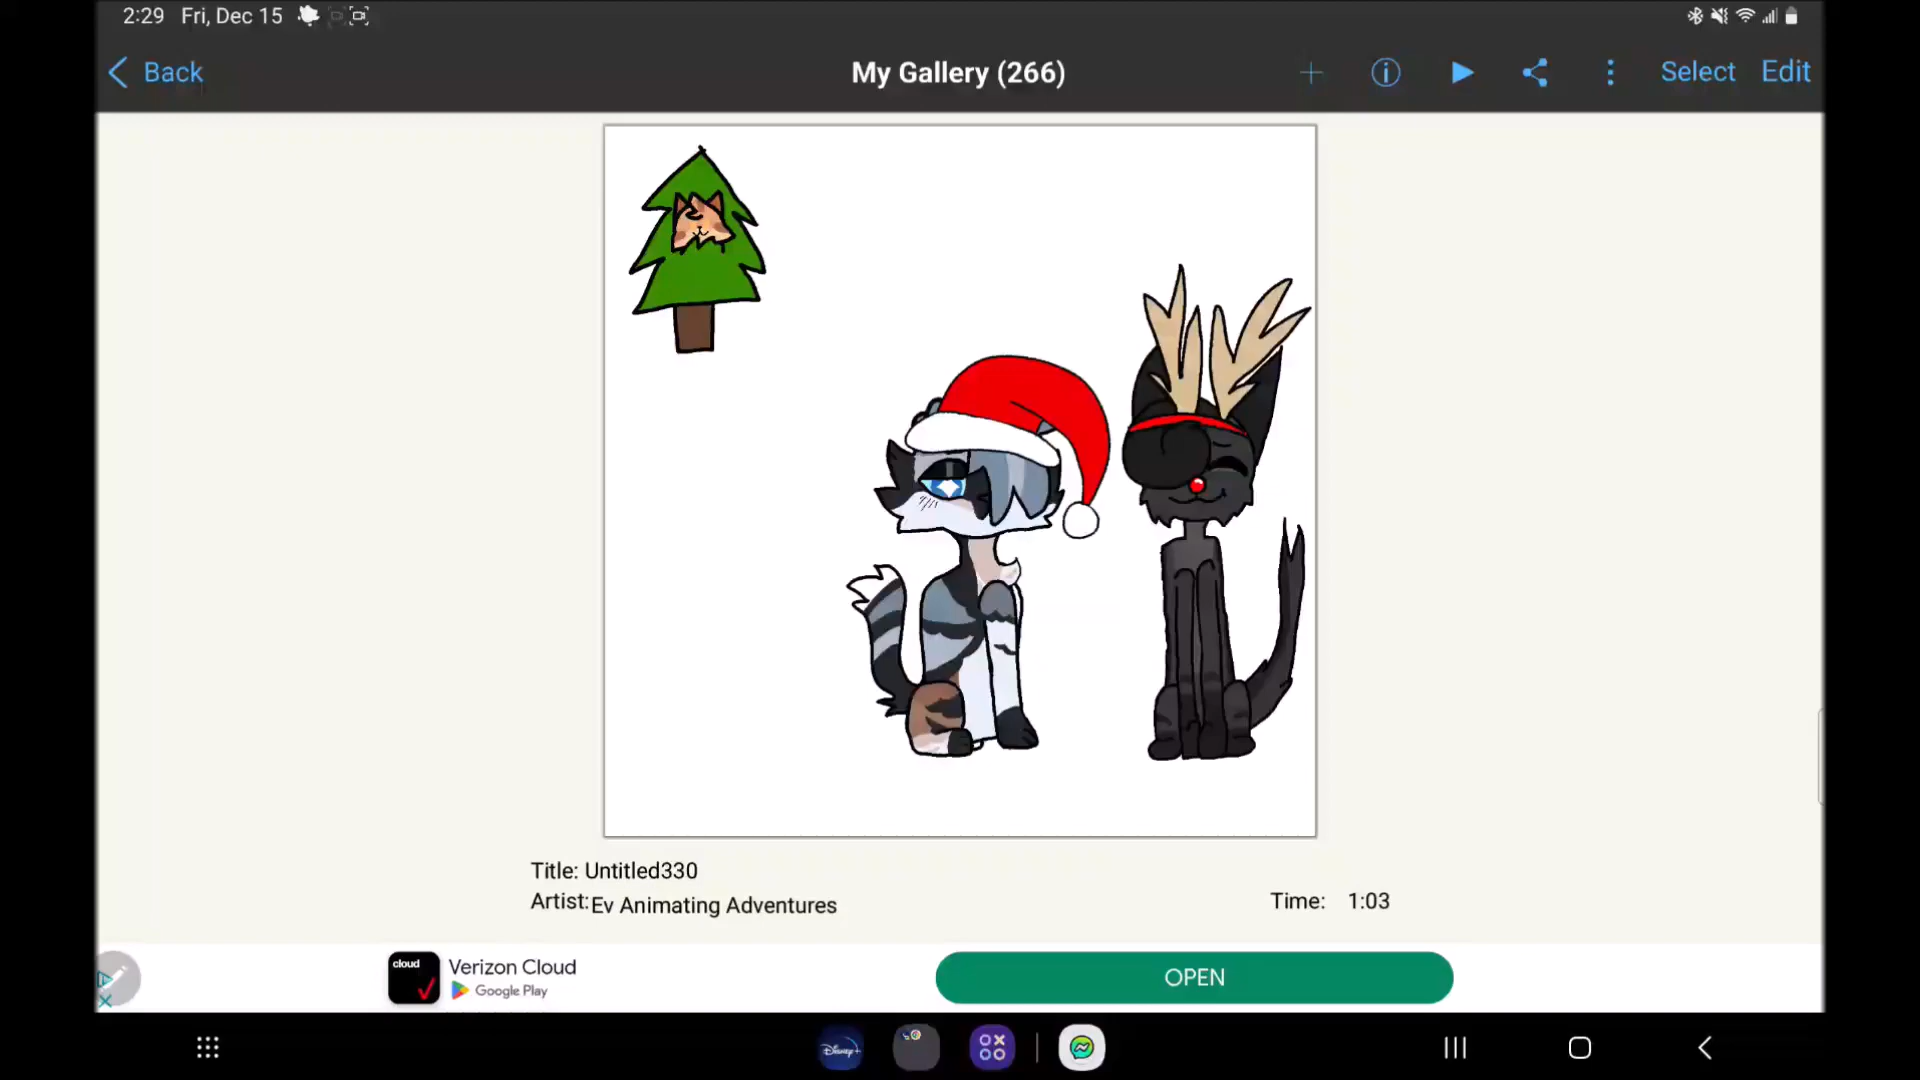 2:29 Fri, Dec 15
Back
My Gallery (266)
Select
Edit
Title: Untitled330
Artist: Ev Animating Adventures
Time: 1:03
cloud
Verizon Cloud
Google Play
OPEN
Disney+